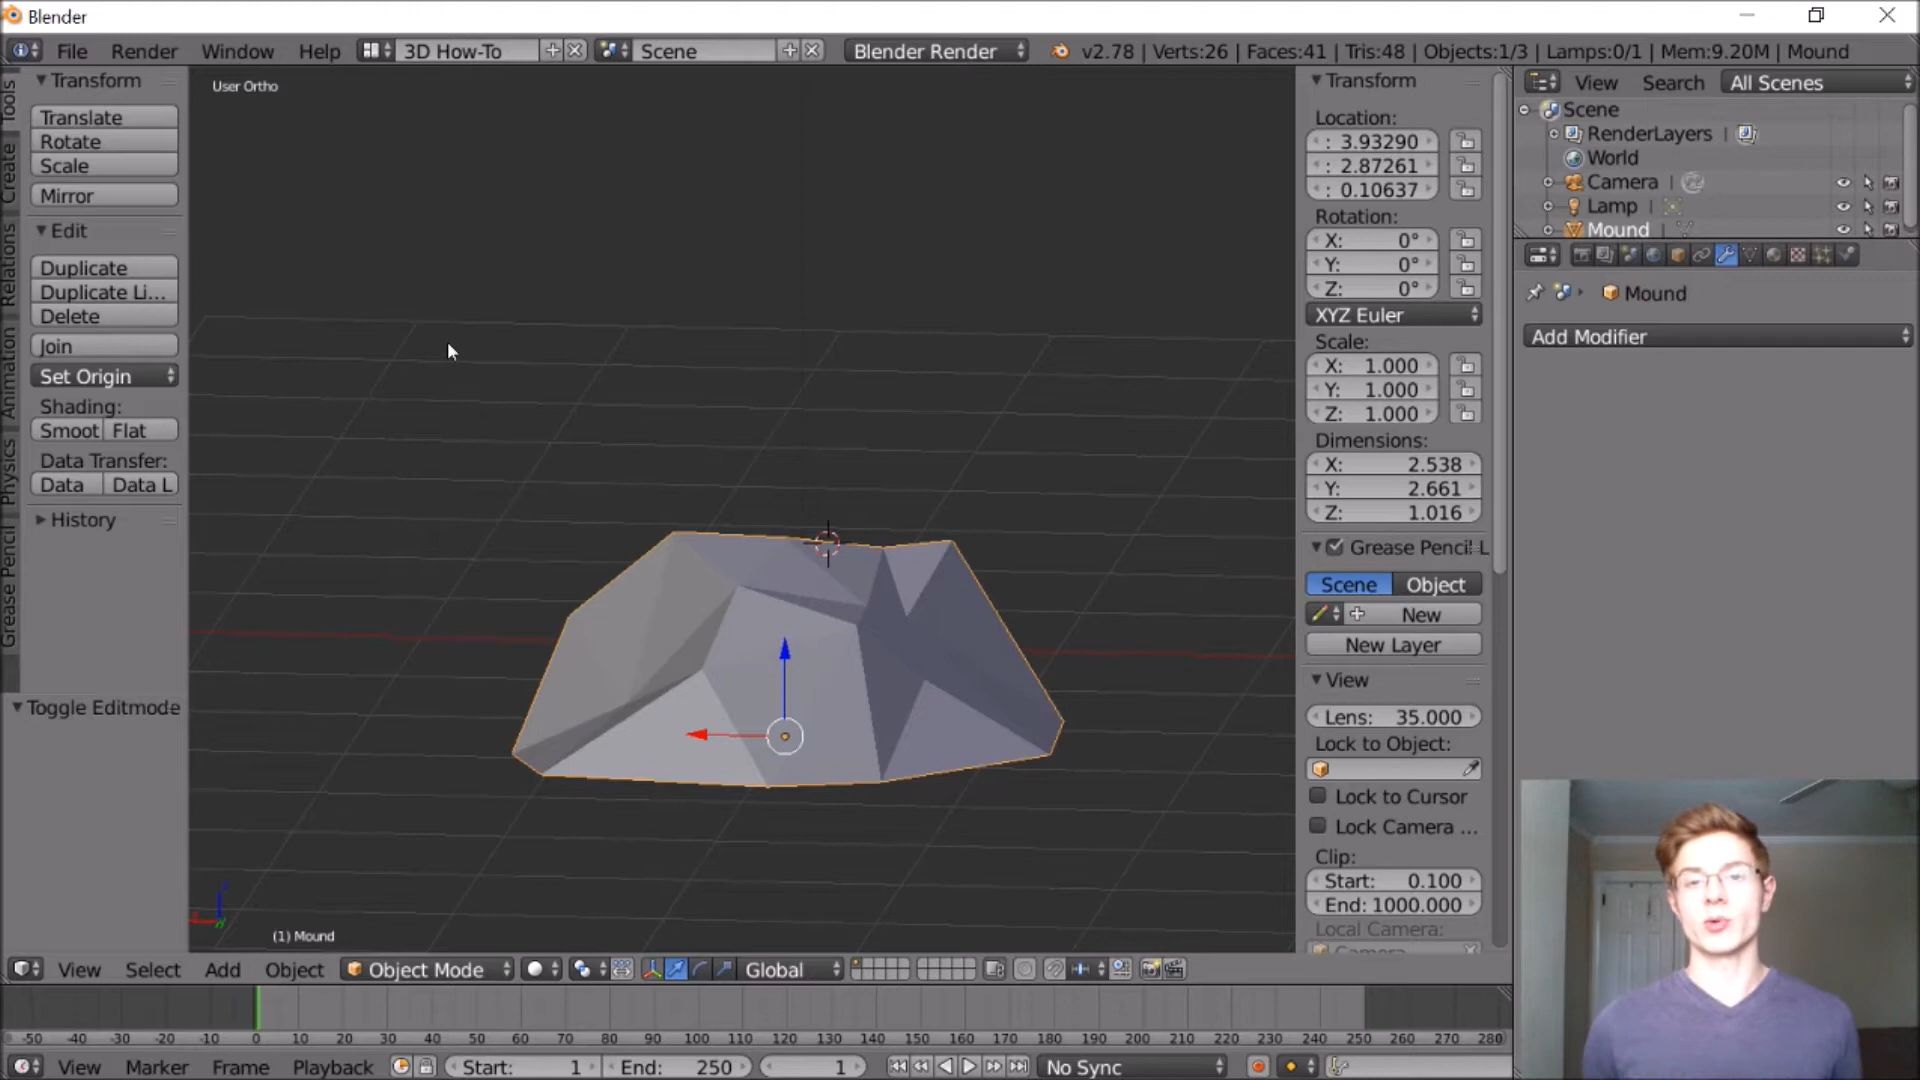 Blender
File Render Window Help 3D How-To Scene Blender Render v2.78 | Verts:26 | Faces:41 | Tris:48 | Objects:1/3 | Lamps:0/1 | Mem:9.20M | Mound
Tools
Create
Relations
Animation
Physics
Grease Pencil
Transform
Translate
Rotate
Scale
Mirror
Edit
Duplicate
Duplicate Li...
Delete
Join
Set Origin
Shading:
Smoot Flat
Data Transfer:
Data Data L
History
Toggle Editmode
User Ortho
(1) Mound
Transform
Location:
: 3.93290
: 2.87261
: 0.10637
Rotation:
X: 0°
Y: 0°
Z: 0°
XYZ Euler
Scale:
X: 1.000
Y: 1.000
Z: 1.000
Dimensions:
X: 2.538
Y: 2.661
Z: 1.016
Grease Pencil L
Scene Object
New
New Layer
View
Lens: 35.000
Lock to Object:
Lock to Cursor
Lock Camera ...
Clip:
Start: 0.100
End: 1000.000
Local Camera:
Camera
View Search All Scenes
Scene
RenderLayers |
World
Camera |
Lamp |
Mound |
Mound
Add Modifier
View Select Add Object Object Mode Global
-50 -40 -30 -20 -10 0 10 20 30 40 50 60 70 80 90 100 110 120 130 140 150 160 170 180 190 200 210 220 230 240 250 260 270 280
View Marker Frame Playback Start: 1 End: 250 1 No Sync